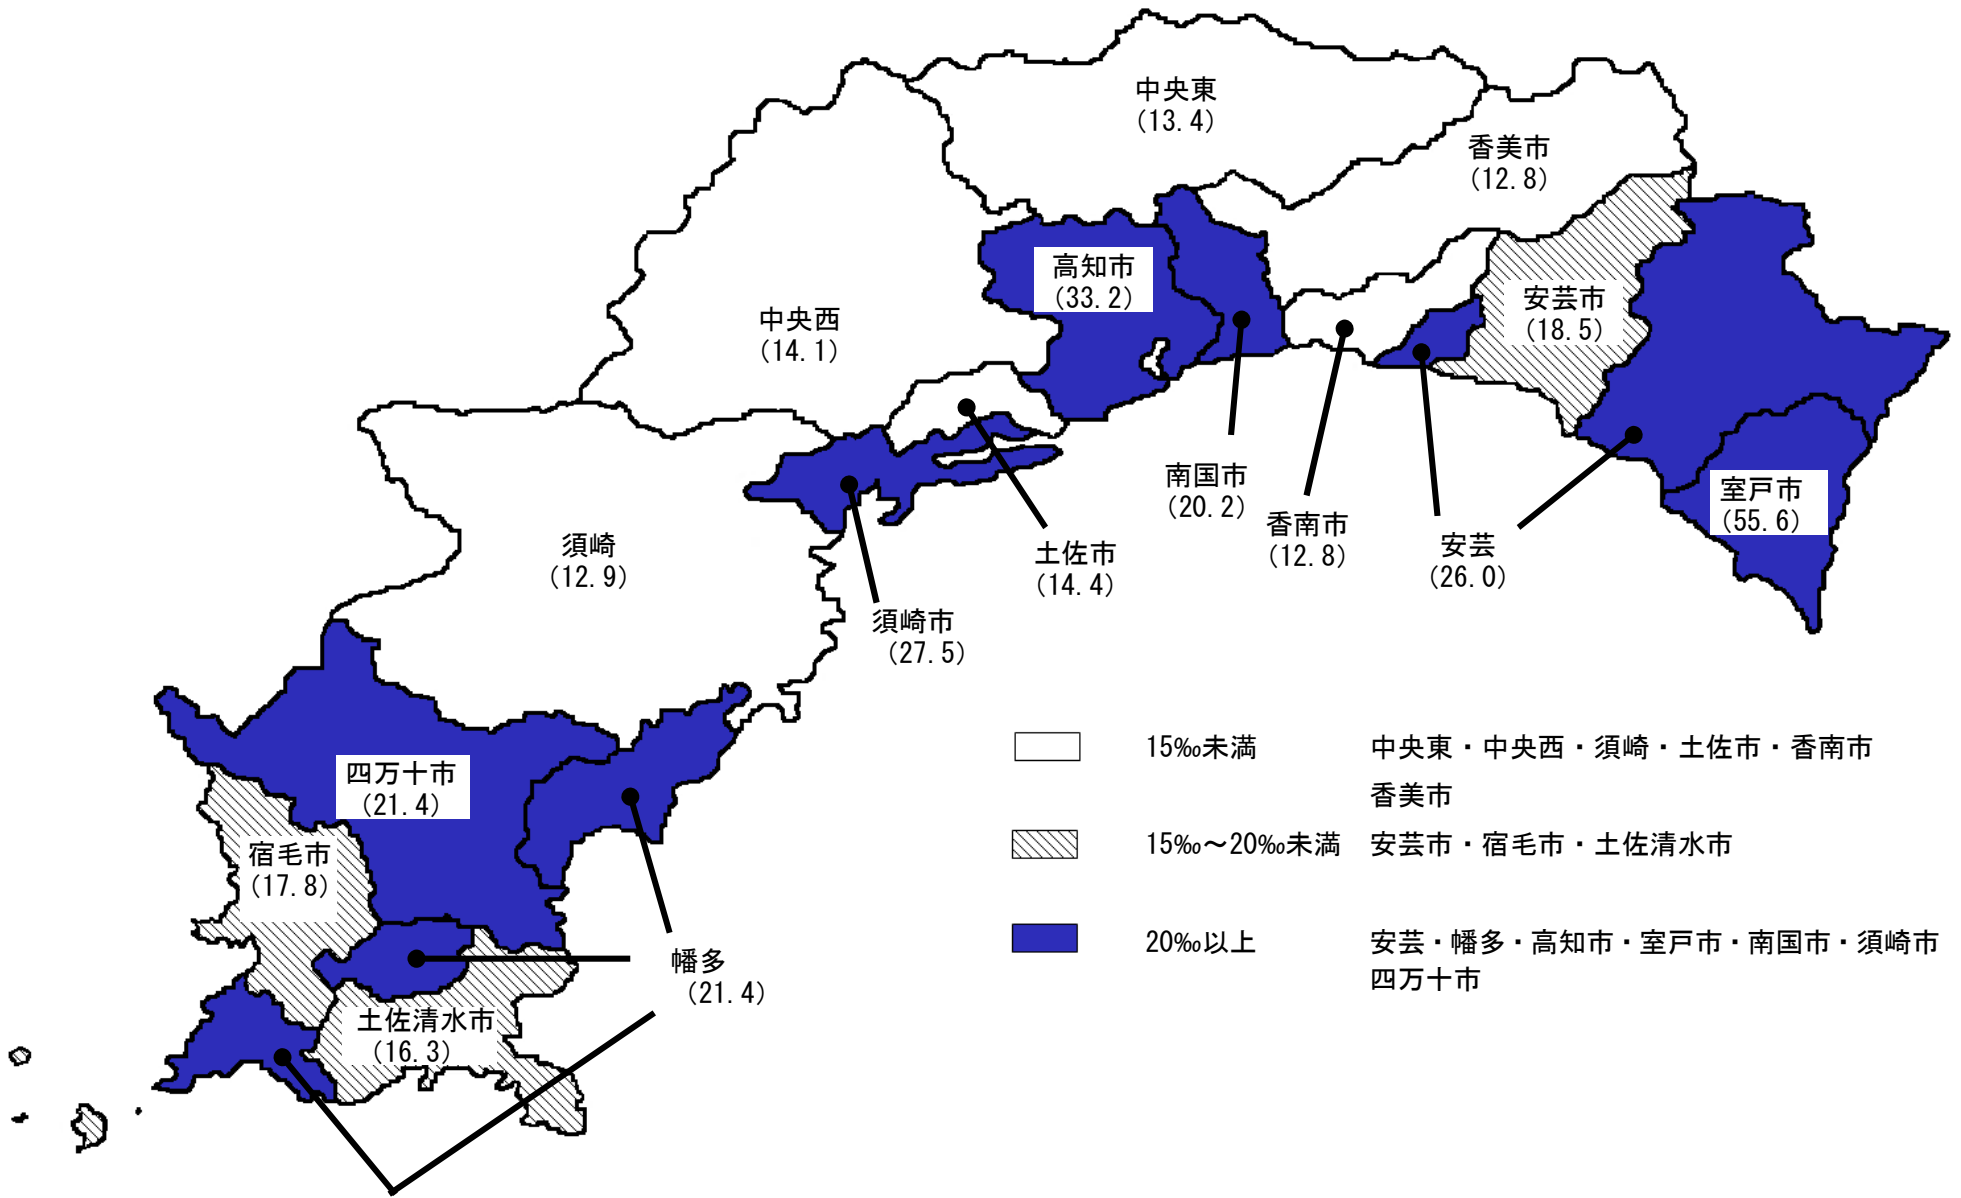 中央東
(13.4)
香美市
(12.8)
高知市
(33.2)
安芸市
(18.5)
中央西
(14.1)
南国市
(20.2)
香南市
(12.8)
安芸
(26.0)
室戸市
(55.6)
土佐市
(14.4)
須崎
(12.9)
須崎市
(27.5)
四万十市
(21.4)
宿毛市
(17.8)
幡多
(21.4)
土佐清水市
(16.3)
15‰未満 中央東・中央西・須崎・土佐市・香南市
香美市
15‰～20‰未満 安芸市・宿毛市・土佐清水市
20‰以上 安芸・幡多・高知市・室戸市・南国市・須崎市
四万十市